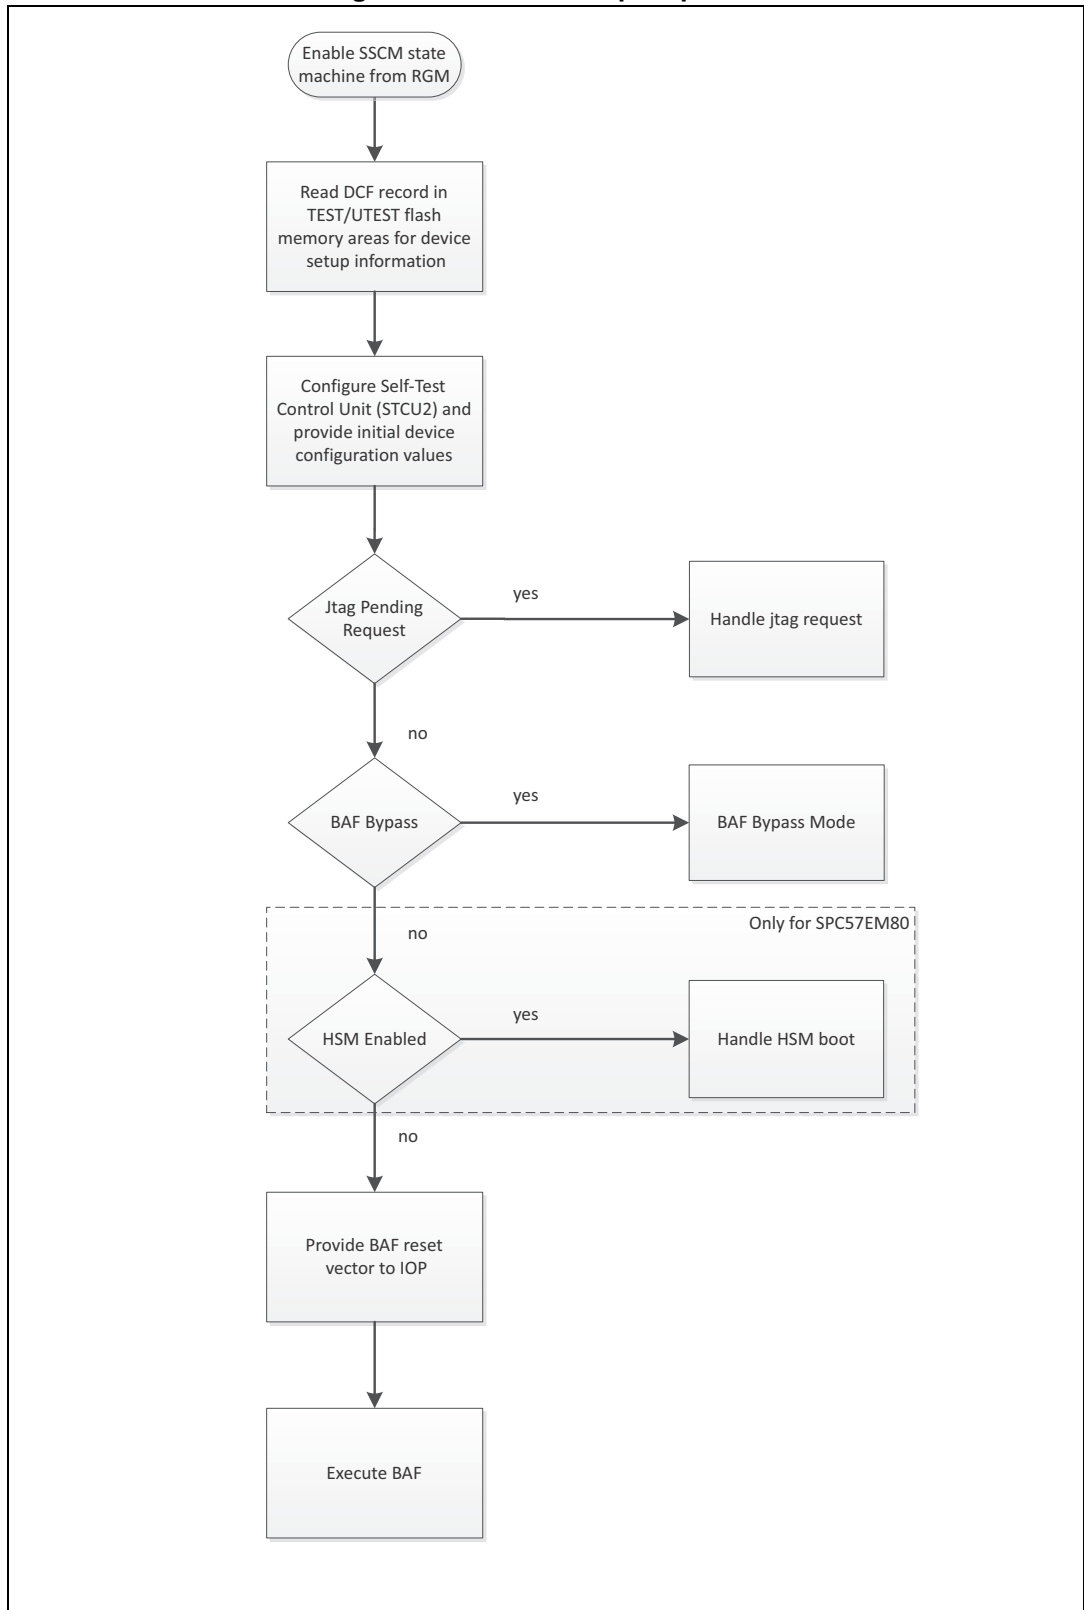 Enable SSCM state
machine from RGM
Read DCF record in
TEST/UTEST flash
memory areas for device
setup information
Configure Self-Test
Control Unit (STCU2) and
provide initial device
configuration values
Jtag Pending
Request
yes
Handle jtag request
no
BAF Bypass
yes
BAF Bypass Mode
no
Only for SPC57EM80
HSM Enabled
yes
Handle HSM boot
no
Provide BAF reset
vector to IOP
Execute BAF